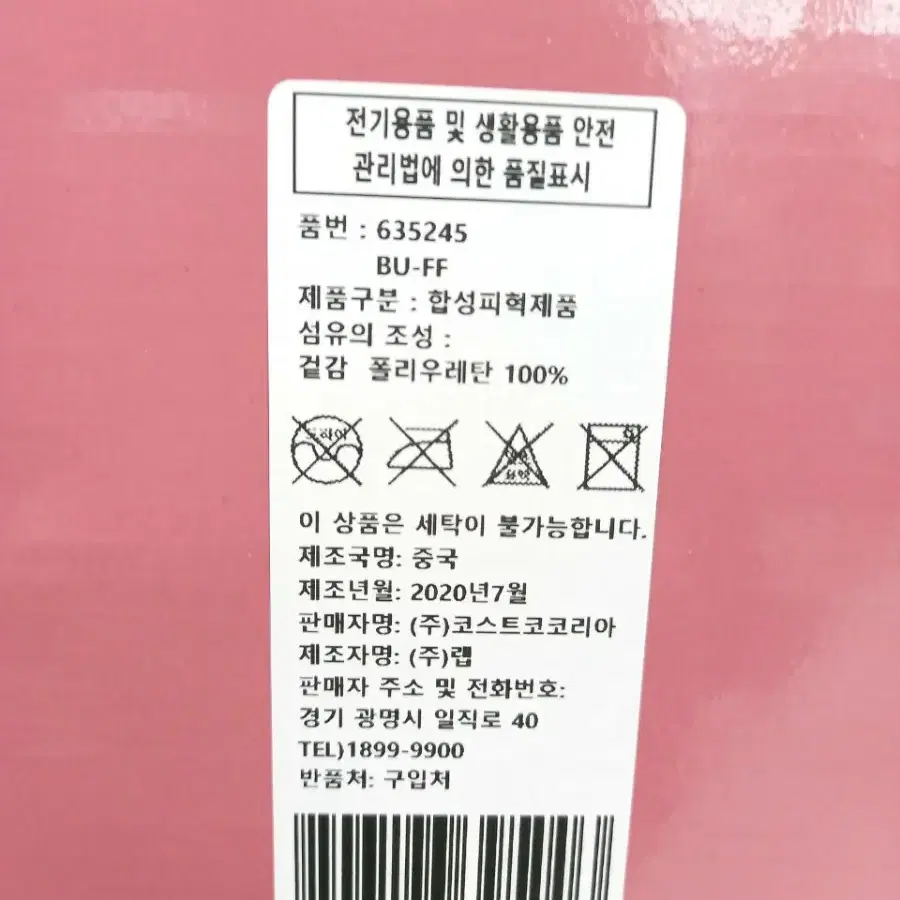 전기용품 및 생활용품 안전
관리법에 의한 품질표시
품번 : 635245
BU-FF
제품구분 : 합성피혁제품
섬유의 조성 :
겉감 폴리우레탄 100%
드라이
이 상품은 세탁이 불가능합니다.
제조국명: 중국
제조년월: 2020년7월
판매자명: (주)코스트코코리아
제조자명: (주)랩
판매자 주소 및 전화번호:
경기 광명시 일직로 40
TEL)1899-9900
반품처: 구입처